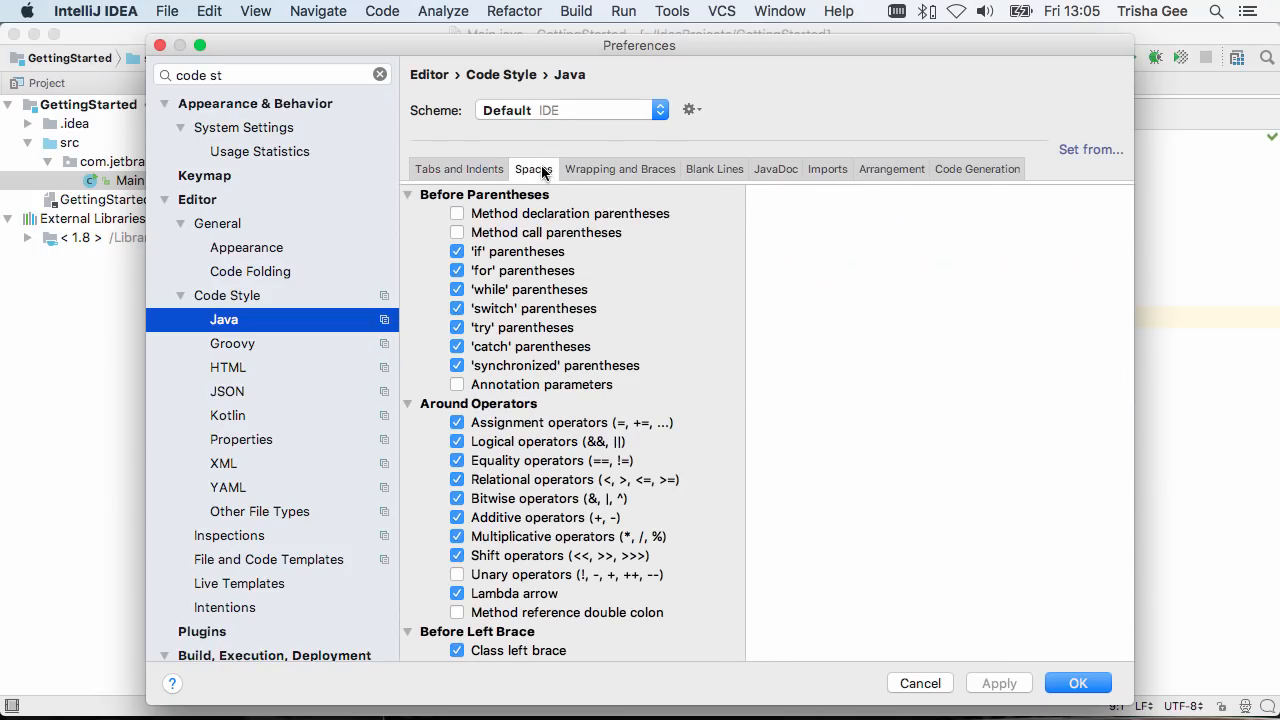 IntelliJ IDEA File Edit View Navigate Code Analyze Refactor Build Run Tools VCS Window Help Fri 13:05 Trisha Gee
Preferences
GettingStarted
Project
GettingStarted
.idea
src
com.jetbra
Main
GettingStarte
External Libraries
< 1.8 > /Librar
code st
Appearance & Behavior
System Settings
Usage Statistics
Keymap
Editor
General
Appearance
Code Folding
Code Style
Java
Groovy
HTML
JSON
Kotlin
Properties
XML
YAML
Other File Types
Inspections
File and Code Templates
Live Templates
Intentions
Plugins
Build, Execution, Deployment
Editor › Code Style › Java
Scheme: Default IDE
Set from...
Tabs and Indents Spaces Wrapping and Braces Blank Lines JavaDoc Imports Arrangement Code Generation
Before Parentheses
Method declaration parentheses
Method call parentheses
'if' parentheses
'for' parentheses
'while' parentheses
'switch' parentheses
'try' parentheses
'catch' parentheses
'synchronized' parentheses
Annotation parameters
Around Operators
Assignment operators (=, +=, ...)
Logical operators (&&, ||)
Equality operators (==, !=)
Relational operators (<, >, <=, >=)
Bitwise operators (&, |, ^)
Additive operators (+, -)
Multiplicative operators (*, /, %)
Shift operators (<<, >>, >>>)
Unary operators (!, -, +, ++, --)
Lambda arrow
Method reference double colon
Before Left Brace
Class left brace
? Cancel Apply OK
9:1 LF÷ UTF-8÷